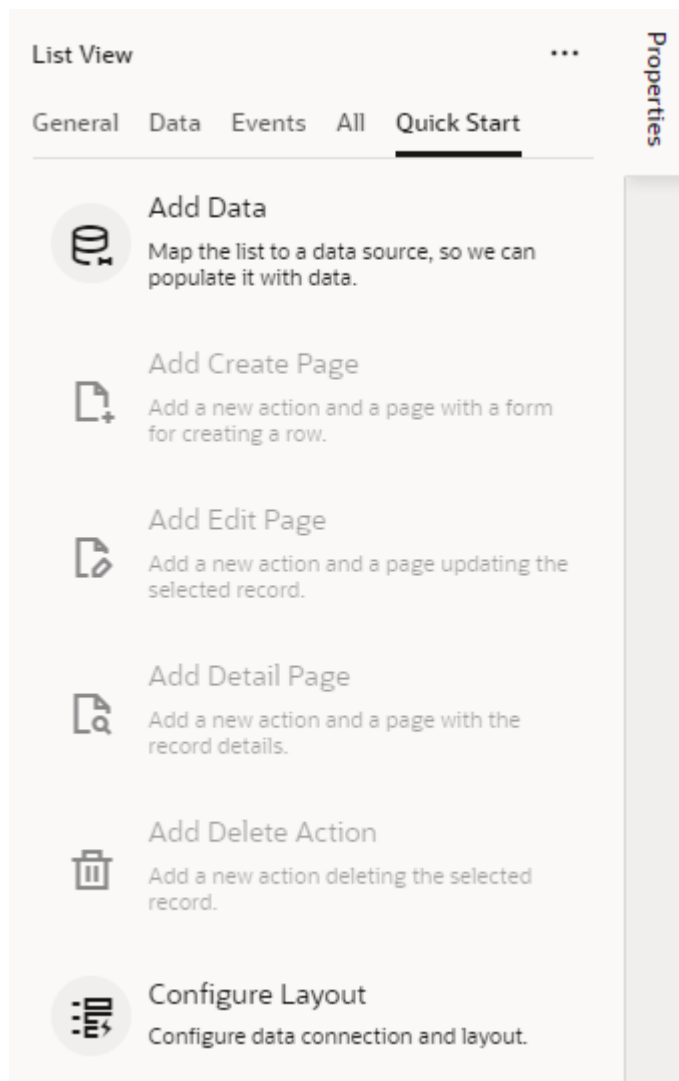 List View
Properties
General Data Events All Quick Start
Add Data
Map the list to a data source, so we can
populate it with data.
Add Create Page
Add a new action and a page with a form
for creating a row.
Add Edit Page
Add a new action and a page updating the
selected record.
Add Detail Page
Add a new action and a page with the
record details.
Add Delete Action
Add a new action deleting the selected
record.
Configure Layout
Configure data connection and layout.